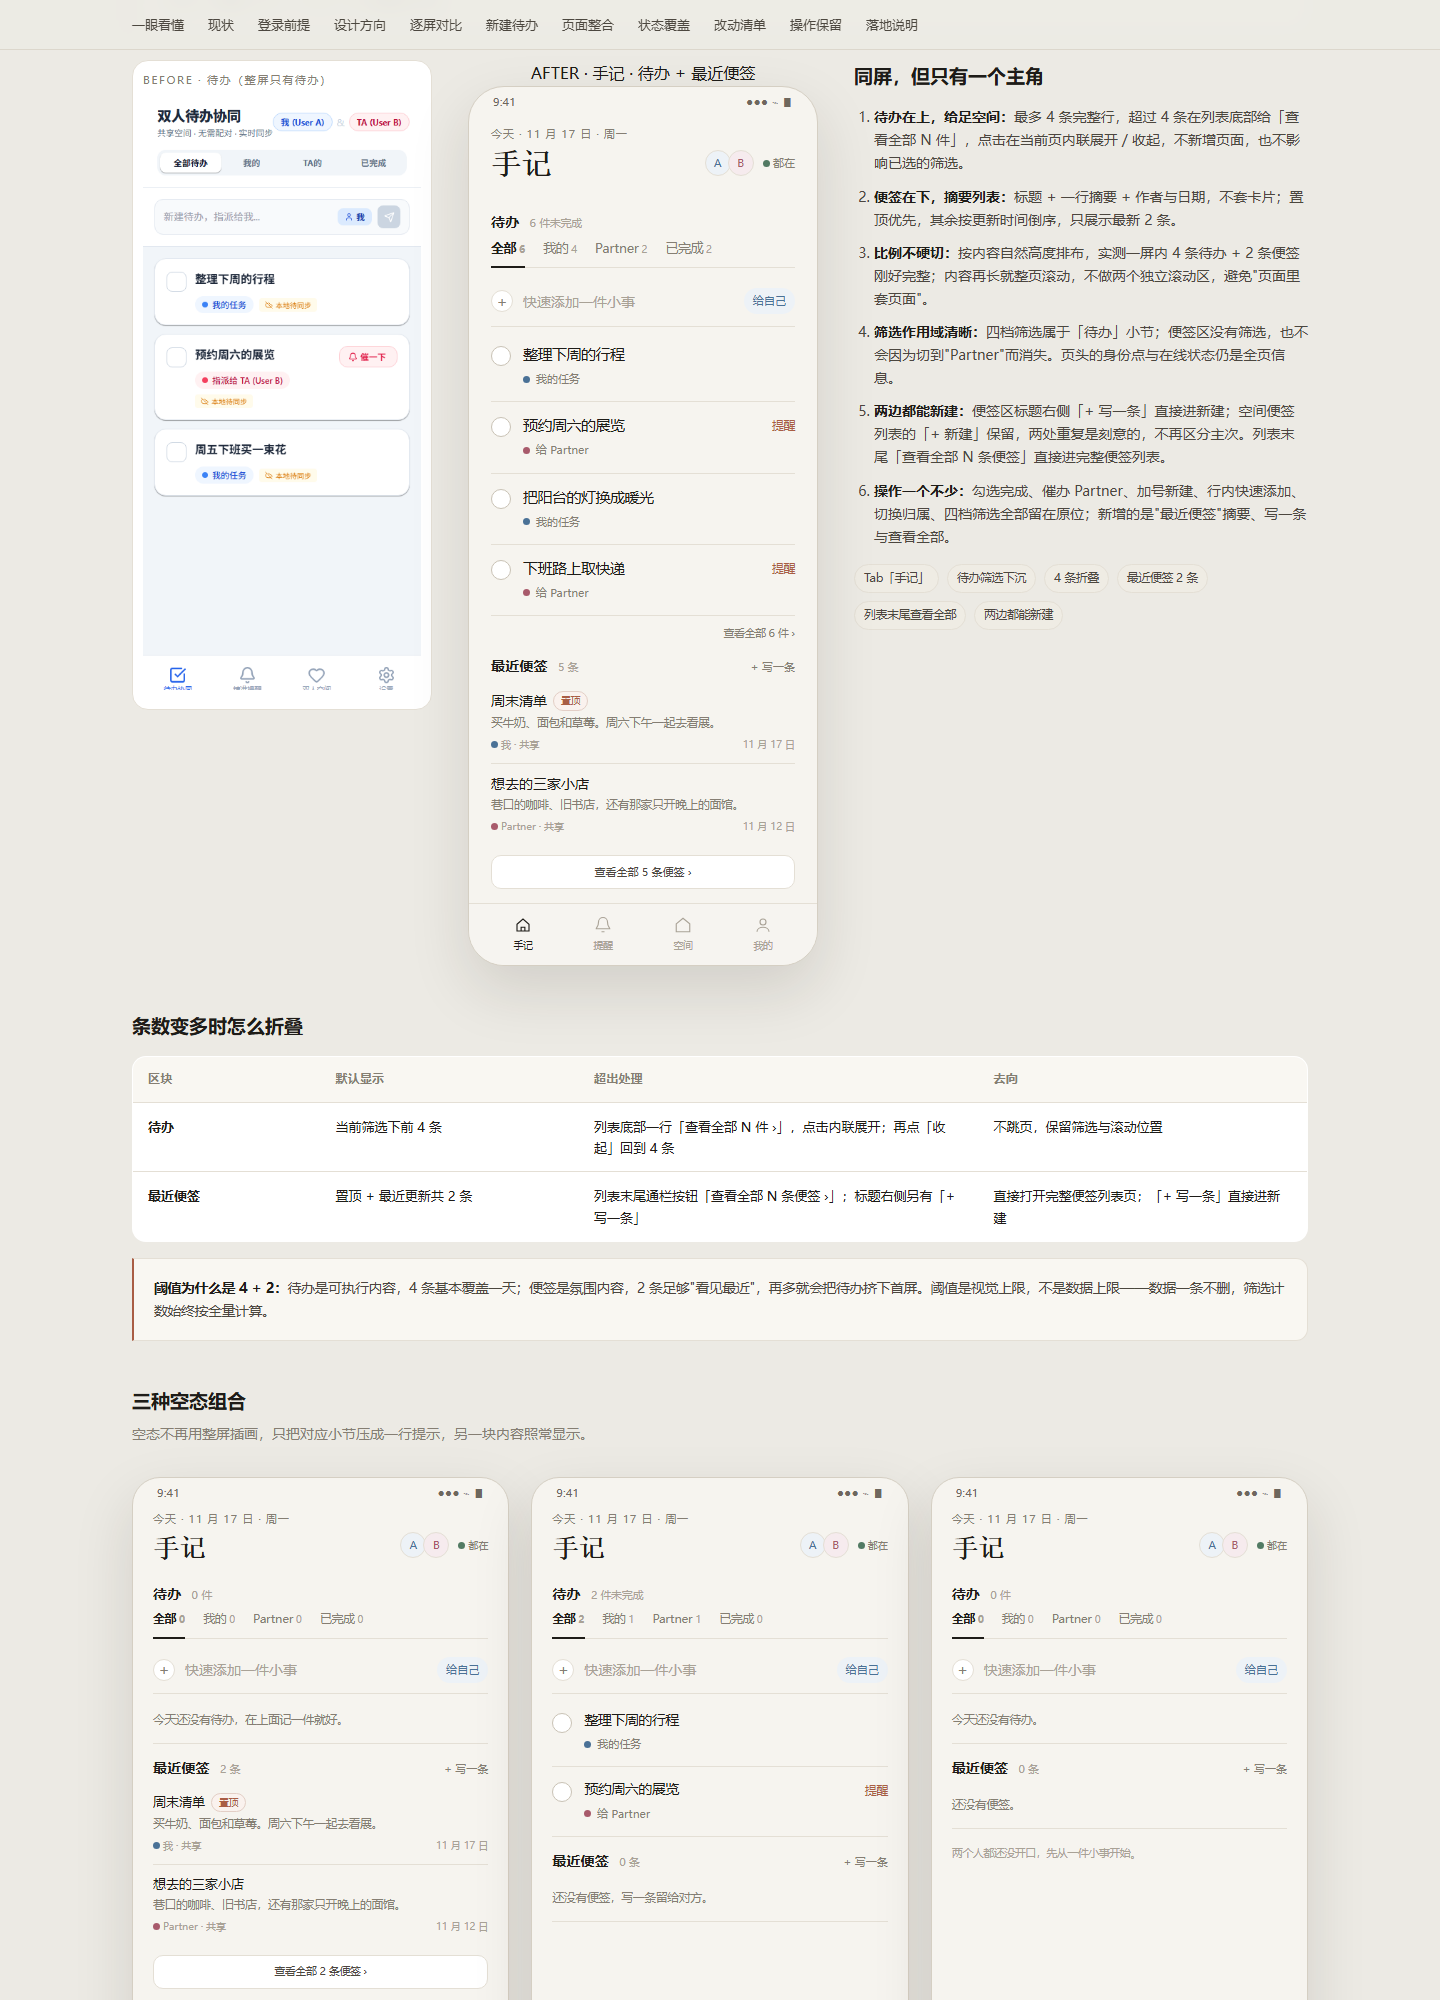 一眼看懂 现状 登录前提 设计方向 逐屏对比 新建待办 页面整合 状态覆盖 改动清单 操作保留 落地说明
BEFORE · 待办（整屏只有待办）
双人待办协同
共享空间 · 无需配对 · 实时同步
我 (User A) & TA (User B)
全部待办 我的 TA的 已完成
新建待办，指派给我...
我
整理下周的行程
我的任务 本地待同步
预约周六的展览
催一下
指派给 TA (User B)
本地待同步
周五下班买一束花
我的任务 本地待同步
AFTER · 手记 · 待办 + 最近便签
9:41
今天 · 11 月 17 日 · 周一
手记
A B 都在
待办 6 件未完成
全部 6 我的 4 Partner 2 已完成 2
+ 快速添加一件小事 给自己
整理下周的行程
我的任务
预约周六的展览 提醒
给 Partner
把阳台的灯换成暖光
我的任务
下班路上取快递 提醒
给 Partner
查看全部 6 件 ›
最近便签 5 条 + 写一条
周末清单 置顶
买牛奶、面包和草莓。周六下午一起去看展。
我 · 共享 11 月 17 日
想去的三家小店
巷口的咖啡、旧书店，还有那家只开晚上的面馆。
Partner · 共享 11 月 12 日
查看全部 5 条便签 ›
手记 提醒 空间 我的
同屏，但只有一个主角
1. 待办在上，给足空间：最多 4 条完整行，超过 4 条在列表底部给「查
看全部 N 件」，点击在当前页内联展开 / 收起，不新增页面，也不影
响已选的筛选。
2. 便签在下，摘要列表：标题 + 一行摘要 + 作者与日期，不套卡片；置
顶优先，其余按更新时间倒序，只展示最新 2 条。
3. 比例不硬切：按内容自然高度排布，实测一屏内 4 条待办 + 2 条便签
刚好完整；内容再长就整页滚动，不做两个独立滚动区，避免"页面里
套页面"。
4. 筛选作用域清晰：四档筛选属于「待办」小节；便签区没有筛选，也不
会因为切到"Partner"而消失。页头的身份点与在线状态仍是全页信
息。
5. 两边都能新建：便签区标题右侧「+ 写一条」直接进新建；空间便签
列表的「+ 新建」保留，两处重复是刻意的，不再区分主次。列表末
尾「查看全部 N 条便签」直接进完整便签列表。
6. 操作一个不少：勾选完成、催办 Partner、加号新建、行内快速添加、
切换归属、四档筛选全部留在原位；新增的是"最近便签"摘要、写一条
与查看全部。
Tab「手记」 待办筛选下沉 4 条折叠 最近便签 2 条
列表末尾查看全部 两边都能新建
条数变多时怎么折叠
区块 默认显示 超出处理 去向
待办 当前筛选下前 4 条 列表底部一行「查看全部 N 件 ›」，点击内联展开；再点「收
起」回到 4 条 不跳页，保留筛选与滚动位置
最近便签 置顶 + 最近更新共 2 条 列表末尾通栏按钮「查看全部 N 条便签 ›」；标题右侧另有「+
写一条」 直接打开完整便签列表页；「+ 写一条」直接进新
建
阈值为什么是 4 + 2：待办是可执行内容，4 条基本覆盖一天；便签是氛围内容，2 条足够"看见最近"，再多就会把待办挤下首屏。阈值是视觉上限，不是数据上限——数据一条不删，筛选计
数始终按全量计算。
三种空态组合
空态不再用整屏插画，只把对应小节压成一行提示，另一块内容照常显示。
9:41
今天 · 11 月 17 日 · 周一
手记
A B 都在
待办 0 件
全部 0 我的 0 Partner 0 已完成 0
+ 快速添加一件小事 给自己
今天还没有待办，在上面记一件就好。
最近便签 2 条 + 写一条
周末清单 置顶
买牛奶、面包和草莓。周六下午一起去看展。
我 · 共享 11 月 17 日
想去的三家小店
巷口的咖啡、旧书店，还有那家只开晚上的面馆。
Partner · 共享 11 月 12 日
查看全部 2 条便签 ›
9:41
今天 · 11 月 17 日 · 周一
手记
A B 都在
待办 2 件未完成
全部 2 我的 1 Partner 1 已完成 0
+ 快速添加一件小事 给自己
整理下周的行程
我的任务
预约周六的展览 提醒
给 Partner
最近便签 0 条 + 写一条
还没有便签，写一条留给对方。
9:41
今天 · 11 月 17 日 · 周一
手记
A B 都在
待办 0 件
全部 0 我的 0 Partner 0 已完成 0
+ 快速添加一件小事 给自己
今天还没有待办。
最近便签 0 条 + 写一条
还没有便签。
两个人都还没开口，先从一件小事开始。